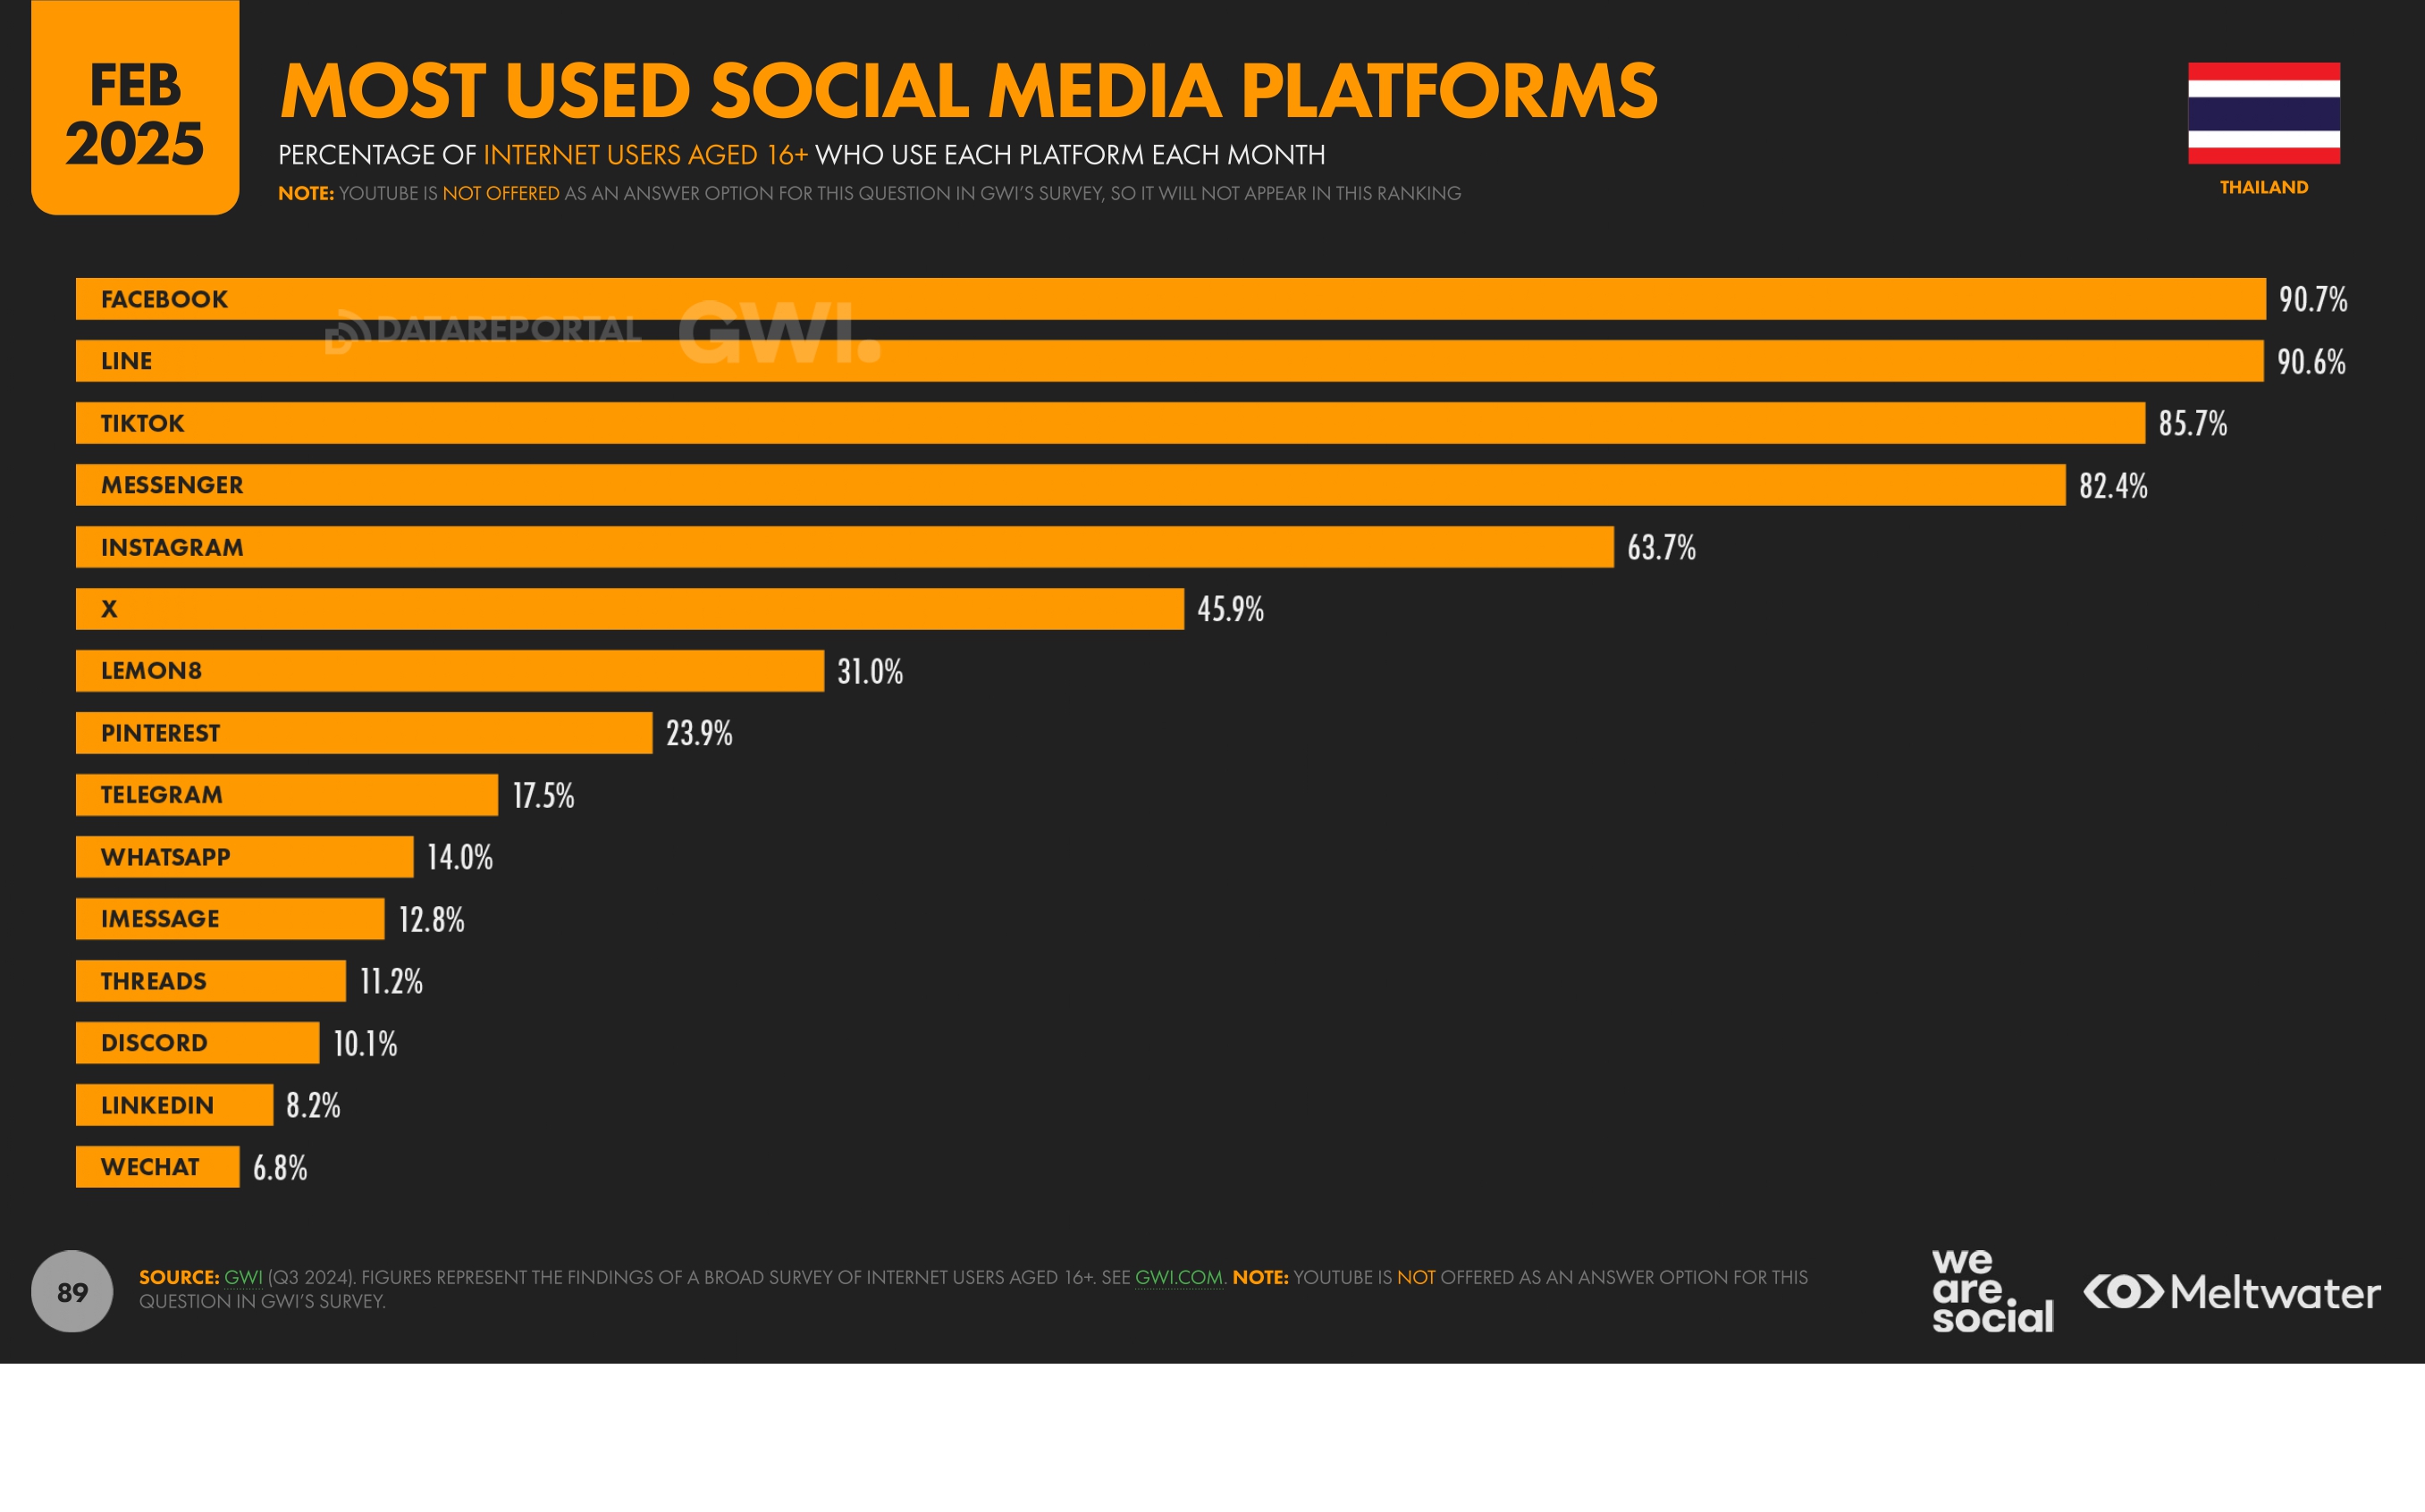 FEB
2025
MOST USED SOCIAL MEDIA PLATFORMS
PERCENTAGE OF INTERNET USERS AGED 16+ WHO USE EACH PLATFORM EACH MONTH
NOTE: YOUTUBE IS NOT OFFERED AS AN ANSWER OPTION FOR THIS QUESTION IN GWI'S SURVEY, SO IT WILL NOT APPEAR IN THIS RANKING
THAILAND
FACEBOOK 90.7%
DATAREPORTAL GWI.
LINE 90.6%
TIKTOK 85.7%
MESSENGER 82.4%
INSTAGRAM 63.7%
X 45.9%
LEMON8 31.0%
PINTEREST 23.9%
TELEGRAM 17.5%
WHATSAPP 14.0%
IMESSAGE 12.8%
THREADS 11.2%
DISCORD 10.1%
LINKEDIN 8.2%
WECHAT 6.8%
89
SOURCE: GWI (Q3 2024). FIGURES REPRESENT THE FINDINGS OF A BROAD SURVEY OF INTERNET USERS AGED 16+. SEE GWI.COM. NOTE: YOUTUBE IS NOT OFFERED AS AN ANSWER OPTION FOR THIS
QUESTION IN GWI'S SURVEY.
we
are
social
Meltwater